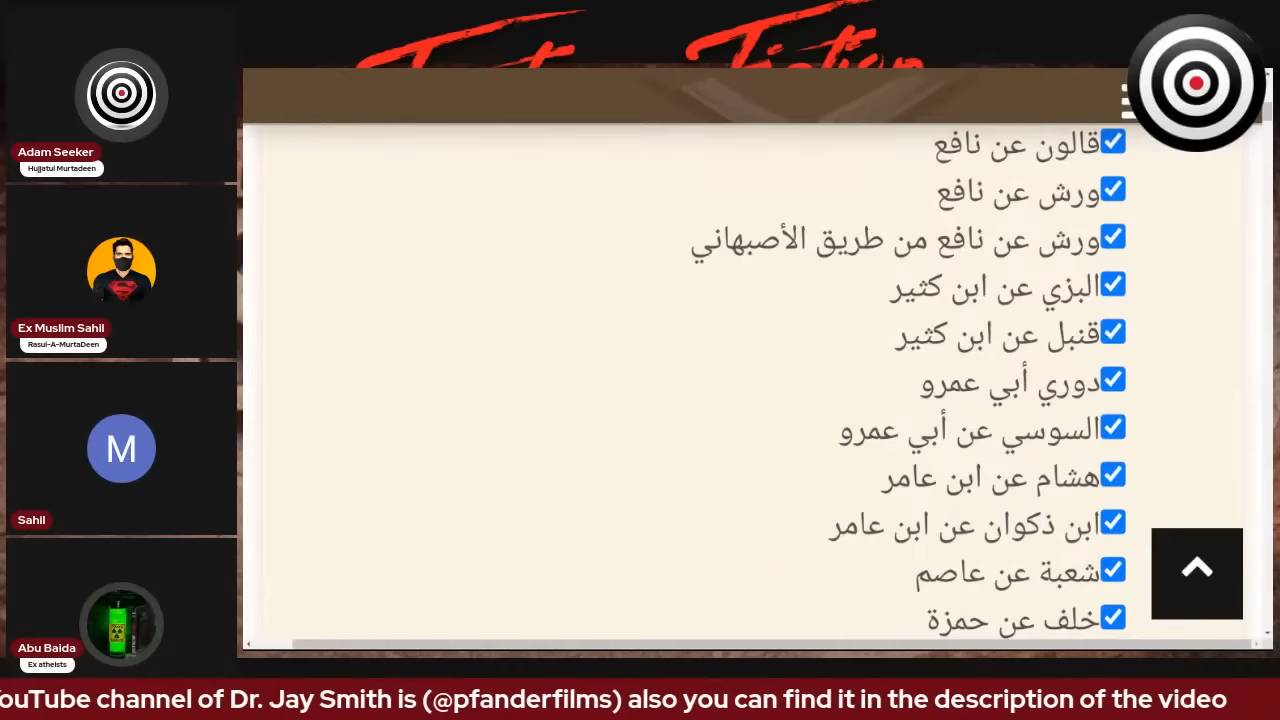 Adam Seeker
Hujjatul Murtadeen
Ex Muslim Sahil
Rasul-A-MurtaDeen
M
Sahil
Abu Baida
Ex atheists
قالون عن نافع
ورش عن نافع
ورش عن نافع من طريق الأصبهاني
البزي عن ابن كثير
قنبل عن ابن كثير
دوري أبي عمرو
السوسي عن أبي عمرو
هشام عن ابن عامر
ابن ذكوان عن ابن عامر
شعبة عن عاصم
خلف عن حمزة
YouTube channel of Dr. Jay Smith is (@pfanderfilms) also you can find it in the description of the video